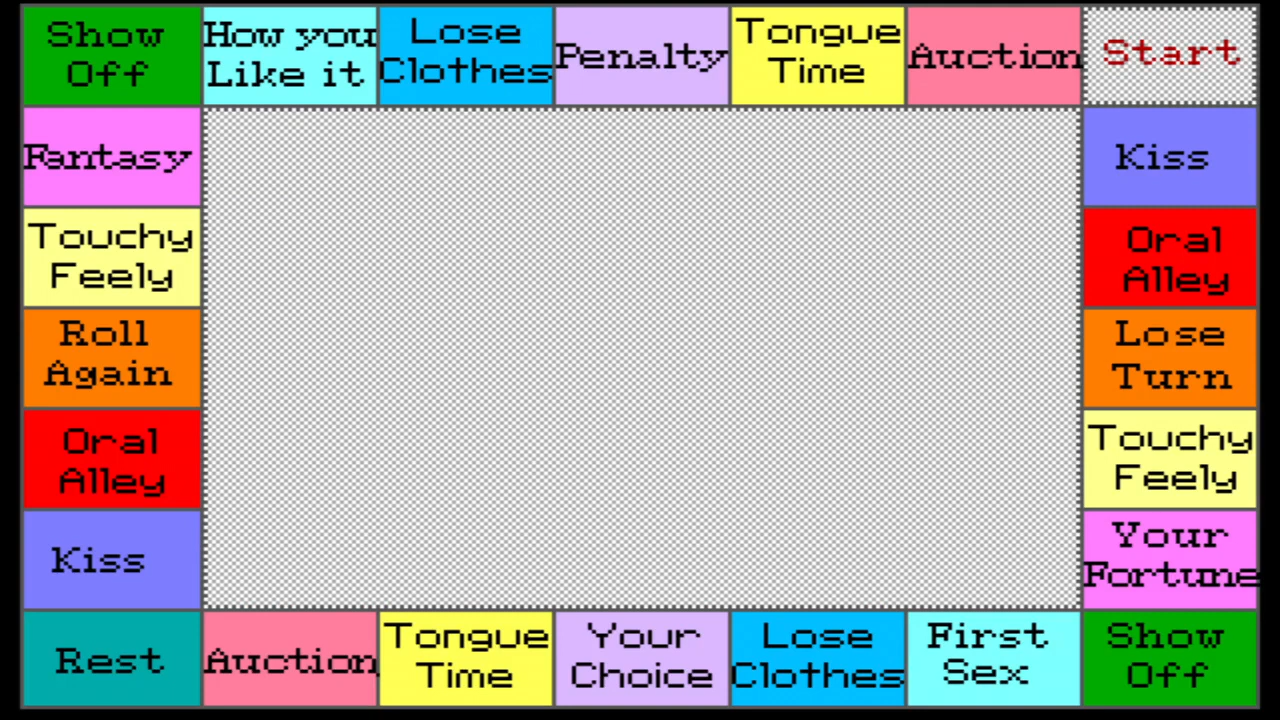 Show
Off
How you
Like it
Lose
Clothes
Penalty
Tongue
Time
Auction
Start
Fantasy
Kiss
Touchy
Feely
Oral
Alley
Roll
Again
Lose
Turn
Oral
Alley
Touchy
Feely
Kiss
Your
Fortune
Rest
Auction
Tongue
Time
Your
Choice
Lose
Clothes
First
Sex
Show
Off